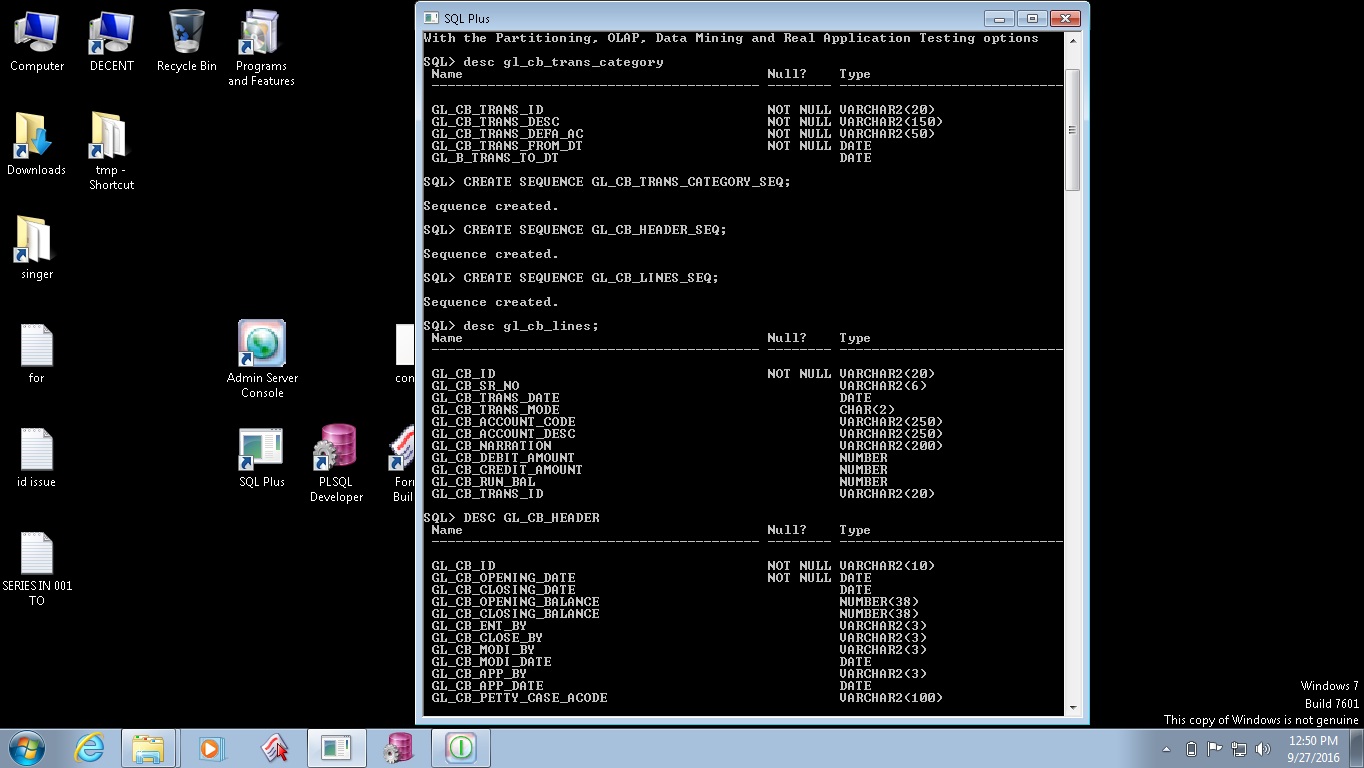 Computer
DECENT
Recycle Bin
Programs
and Features
Downloads
tmp -
Shortcut
singer
for
Admin Server
Console
con
id issue
SQL Plus
PLSQL
Developer
For
Buil
SERIES IN 001
TO
SQL Plus
With the Partitioning, OLAP, Data Mining and Real Application Testing options
SQL> desc gl_cb_trans_category
Name Null? Type
----------------------------------------- -------- ----------------------------
GL_CB_TRANS_ID NOT NULL VARCHAR2(20)
GL_CB_TRANS_DESC NOT NULL VARCHAR2(150)
GL_CB_TRANS_DEFA_AC NOT NULL VARCHAR2(50)
GL_CB_TRANS_FROM_DT NOT NULL DATE
GL_B_TRANS_TO_DT DATE
SQL> CREATE SEQUENCE GL_CB_TRANS_CATEGORY_SEQ;
Sequence created.
SQL> CREATE SEQUENCE GL_CB_HEADER_SEQ;
Sequence created.
SQL> CREATE SEQUENCE GL_CB_LINES_SEQ;
Sequence created.
SQL> desc gl_cb_lines;
Name Null? Type
----------------------------------------- -------- ----------------------------
GL_CB_ID NOT NULL VARCHAR2(20)
GL_CB_SR_NO VARCHAR2(6)
GL_CB_TRANS_DATE DATE
GL_CB_TRANS_MODE CHAR(2)
GL_CB_ACCOUNT_CODE VARCHAR2(250)
GL_CB_ACCOUNT_DESC VARCHAR2(250)
GL_CB_NARRATION VARCHAR2(200)
GL_CB_DEBIT_AMOUNT NUMBER
GL_CB_CREDIT_AMOUNT NUMBER
GL_CB_RUN_BAL NUMBER
GL_CB_TRANS_ID VARCHAR2(20)
SQL> DESC GL_CB_HEADER
Name Null? Type
----------------------------------------- -------- ----------------------------
GL_CB_ID NOT NULL VARCHAR2(10)
GL_CB_OPENING_DATE NOT NULL DATE
GL_CB_CLOSING_DATE DATE
GL_CB_OPENING_BALANCE NUMBER(38)
GL_CB_CLOSING_BALANCE NUMBER(38)
GL_CB_ENT_BY VARCHAR2(3)
GL_CB_CLOSE_BY VARCHAR2(3)
GL_CB_MODI_BY VARCHAR2(3)
GL_CB_MODI_DATE DATE
GL_CB_APP_BY VARCHAR2(3)
GL_CB_APP_DATE DATE
GL_CB_PETTY_CASE_ACODE VARCHAR2(100)
Windows 7
Build 7601
This copy of Windows is not genuine
12:50 PM
9/27/2016